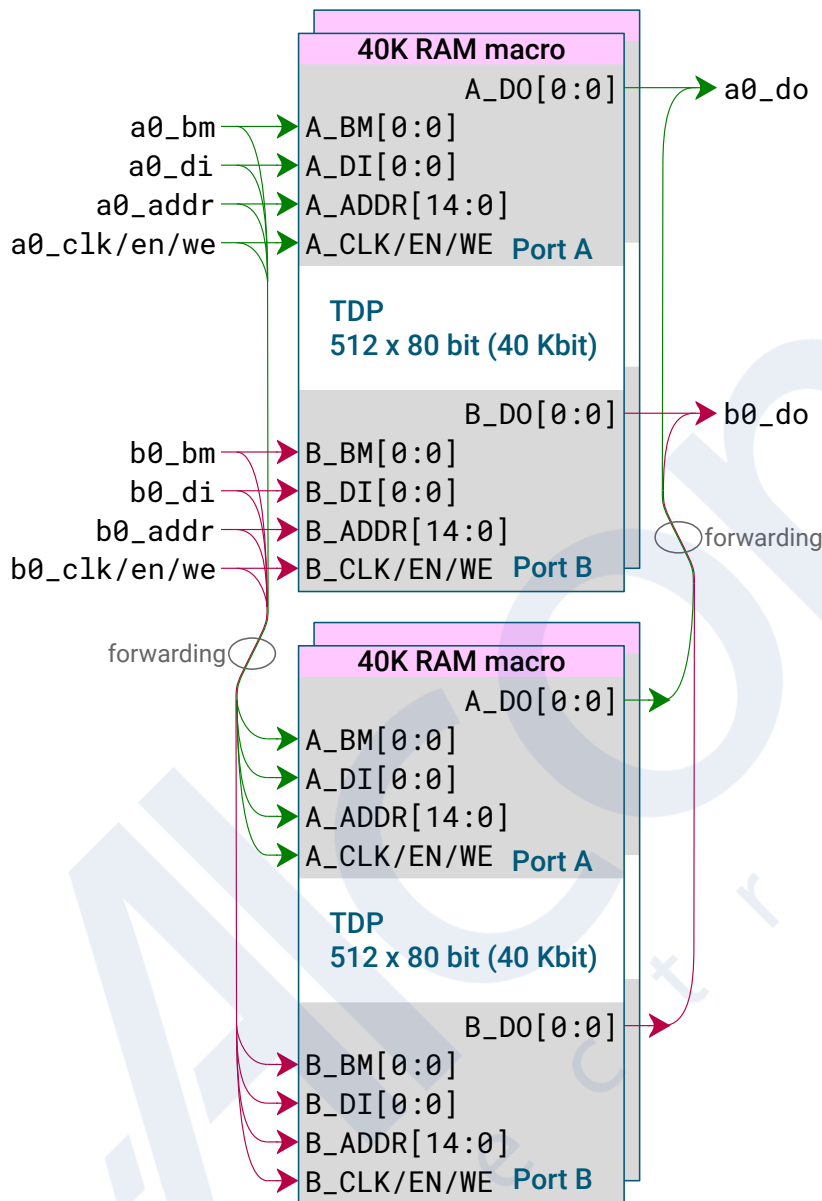 40K RAM macro
A_DO[0:0]
a0_do
a0_bm
A_BM[0:0]
a0_di
A_DI[0:0]
a0_addr
A_ADDR[14:0]
a0_clk/en/we
A_CLK/EN/WE
Port A
TDP
512 x 80 bit (40 Kbit)
B_DO[0:0]
b0_do
b0_bm
B_BM[0:0]
b0_di
B_DI[0:0]
b0_addr
B_ADDR[14:0]
forwarding
b0_clk/en/we
B_CLK/EN/WE
Port B
forwarding
40K RAM macro
A_DO[0:0]
A_BM[0:0]
A_DI[0:0]
A_ADDR[14:0]
A_CLK/EN/WE
Port A
TDP
512 x 80 bit (40 Kbit)
B_DO[0:0]
B_BM[0:0]
B_DI[0:0]
B_ADDR[14:0]
B_CLK/EN/WE
Port B